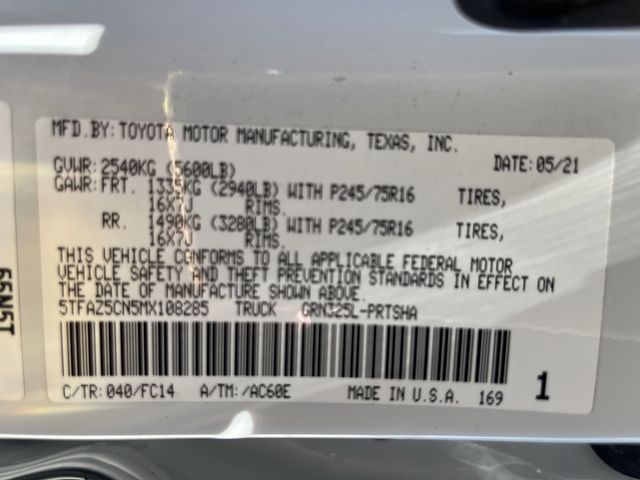 MFD.BY:TOYOTA MOTOR MANUFACTURING, TEXAS, INC.
GVWR:2540KG (5600LB) DATE:05/21
GAWR:FRT. 1335KG (2940LB) WITH P245/75R16 TIRES,
16X7J RIMS.
RR. 1490KG (3280LB) WITH P245/75R16 TIRES,
16X7J RIMS.
THIS VEHICLE CONFORMS TO ALL APPLICABLE FEDERAL MOTOR
VEHICLE SAFETY AND THEFT PREVENTION STANDARDS IN EFFECT ON
THE DATE OF MANUFACTURE SHOWN ABOVE.
5TFAZ5CN5MX108285 TRUCK GRN325L-PRTSHA
C/TR:040/FC14 A/TM:/AC60E MADE IN U.S.A. 169 1